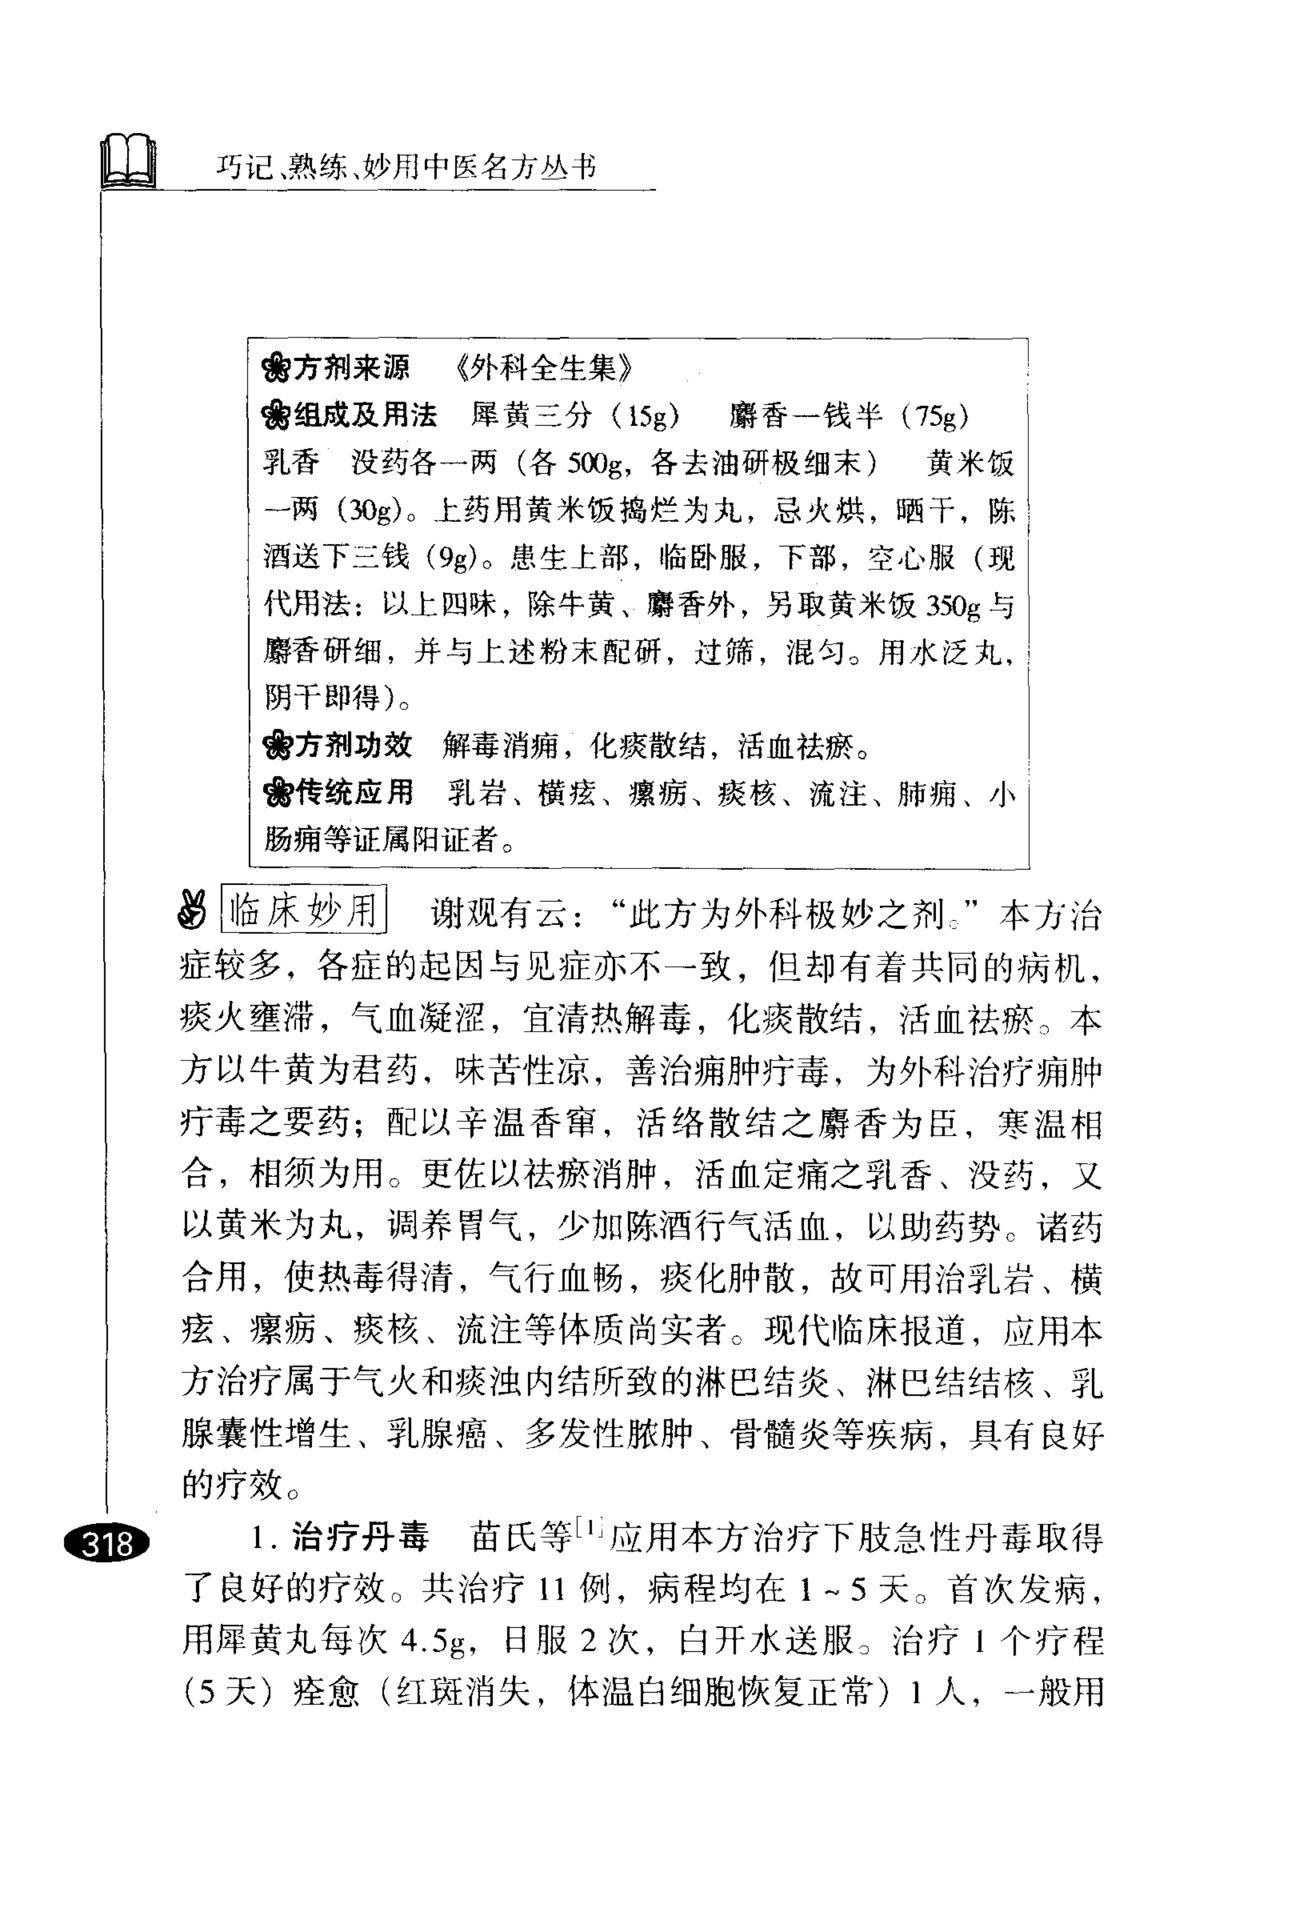 巧记、熟练、妙用中医名方丛书
方剂来源　《外科全生集》
组成及用法　犀黄三分（15g）　麝香一钱半（75g）
乳香　没药各一两（各 500g，各去油研极细末）　黄米饭
一两（30g）。上药用黄米饭捣烂为丸，忌火烘，晒干，陈
酒送下三钱（9g）。患生上部，临卧服，下部，空心服（现
代用法：以上四味，除牛黄、麝香外，另取黄米饭 350g 与
麝香研细，并与上述粉末配研，过筛，混匀。用水泛丸，
阴干即得）。
方剂功效　解毒消痈，化痰散结，活血祛瘀。
传统应用　乳岩、横痃、瘰疬、痰核、流注、肺痈、小
肠痈等证属阳证者。
临床妙用　谢观有云：“此方为外科极妙之剂。”本方治
症较多，各症的起因与见症亦不一致，但却有着共同的病机，
痰火壅滞，气血凝涩，宜清热解毒，化痰散结，活血祛瘀。本
方以牛黄为君药，味苦性凉，善治痈肿疔毒，为外科治疗痈肿
疔毒之要药；配以辛温香窜，活络散结之麝香为臣，寒温相
合，相须为用。更佐以祛瘀消肿，活血定痛之乳香、没药，又
以黄米为丸，调养胃气，少加陈酒行气活血，以助药势。诸药
合用，使热毒得清，气行血畅，痰化肿散，故可用治乳岩、横
痃、瘰疬、痰核、流注等体质尚实者。现代临床报道，应用本
方治疗属于气火和痰浊内结所致的淋巴结炎、淋巴结结核、乳
腺囊性增生、乳腺癌、多发性脓肿、骨髓炎等疾病，具有良好
的疗效。
1. 治疗丹毒　苗氏等[1]应用本方治疗下肢急性丹毒取得
了良好的疗效。共治疗 11 例，病程均在 1 ~ 5 天。首次发病，
用犀黄丸每次 4.5g，日服 2 次，白开水送服。治疗 1 个疗程
（5 天）痊愈（红斑消失，体温白细胞恢复正常）1 人，一般用
318